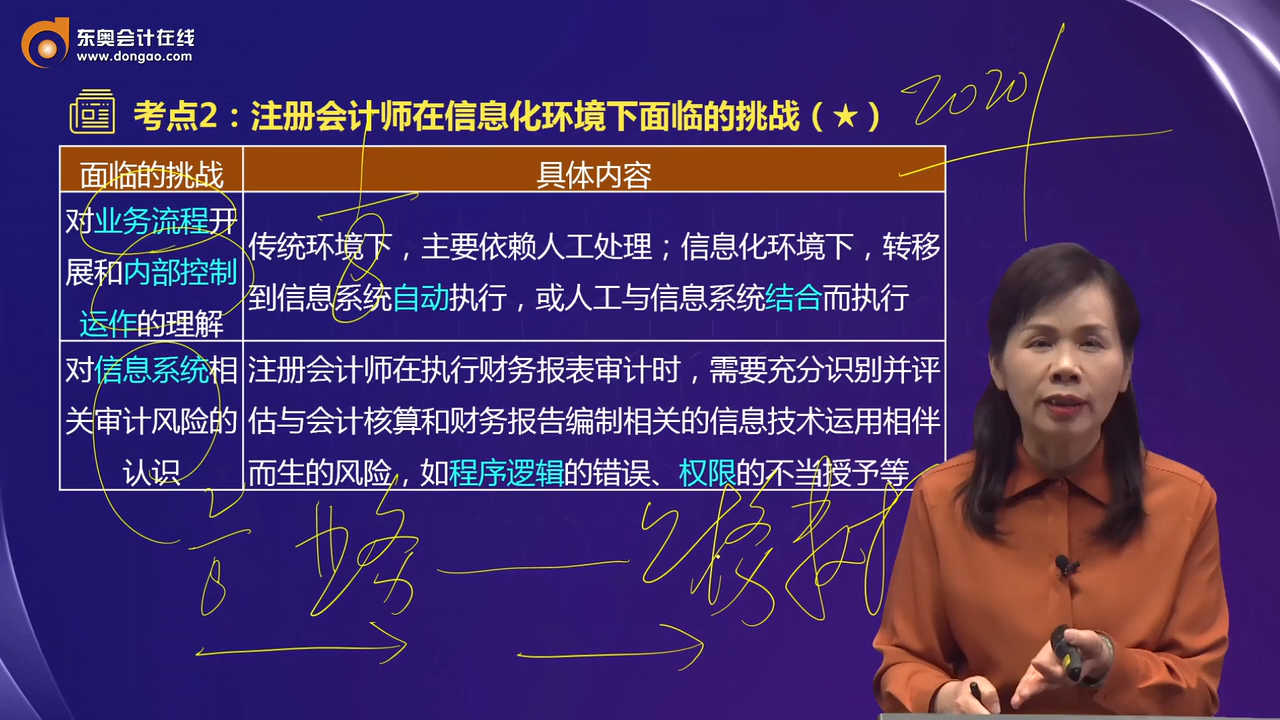 东奥会计在线
www.dongao.com
考点2：注册会计师在信息化环境下面临的挑战（★）
2020
面临的挑战
具体内容
对业务流程开
展和内部控制
运作的理解
传统环境下，主要依赖人工处理；信息化环境下，转移
到信息系统自动执行，或人工与信息系统结合而执行
对信息系统相
关审计风险的
认识
注册会计师在执行财务报表审计时，需要充分识别并评
估与会计核算和财务报告编制相关的信息技术运用相伴
而生的风险，如程序逻辑的错误、权限的不当授予等